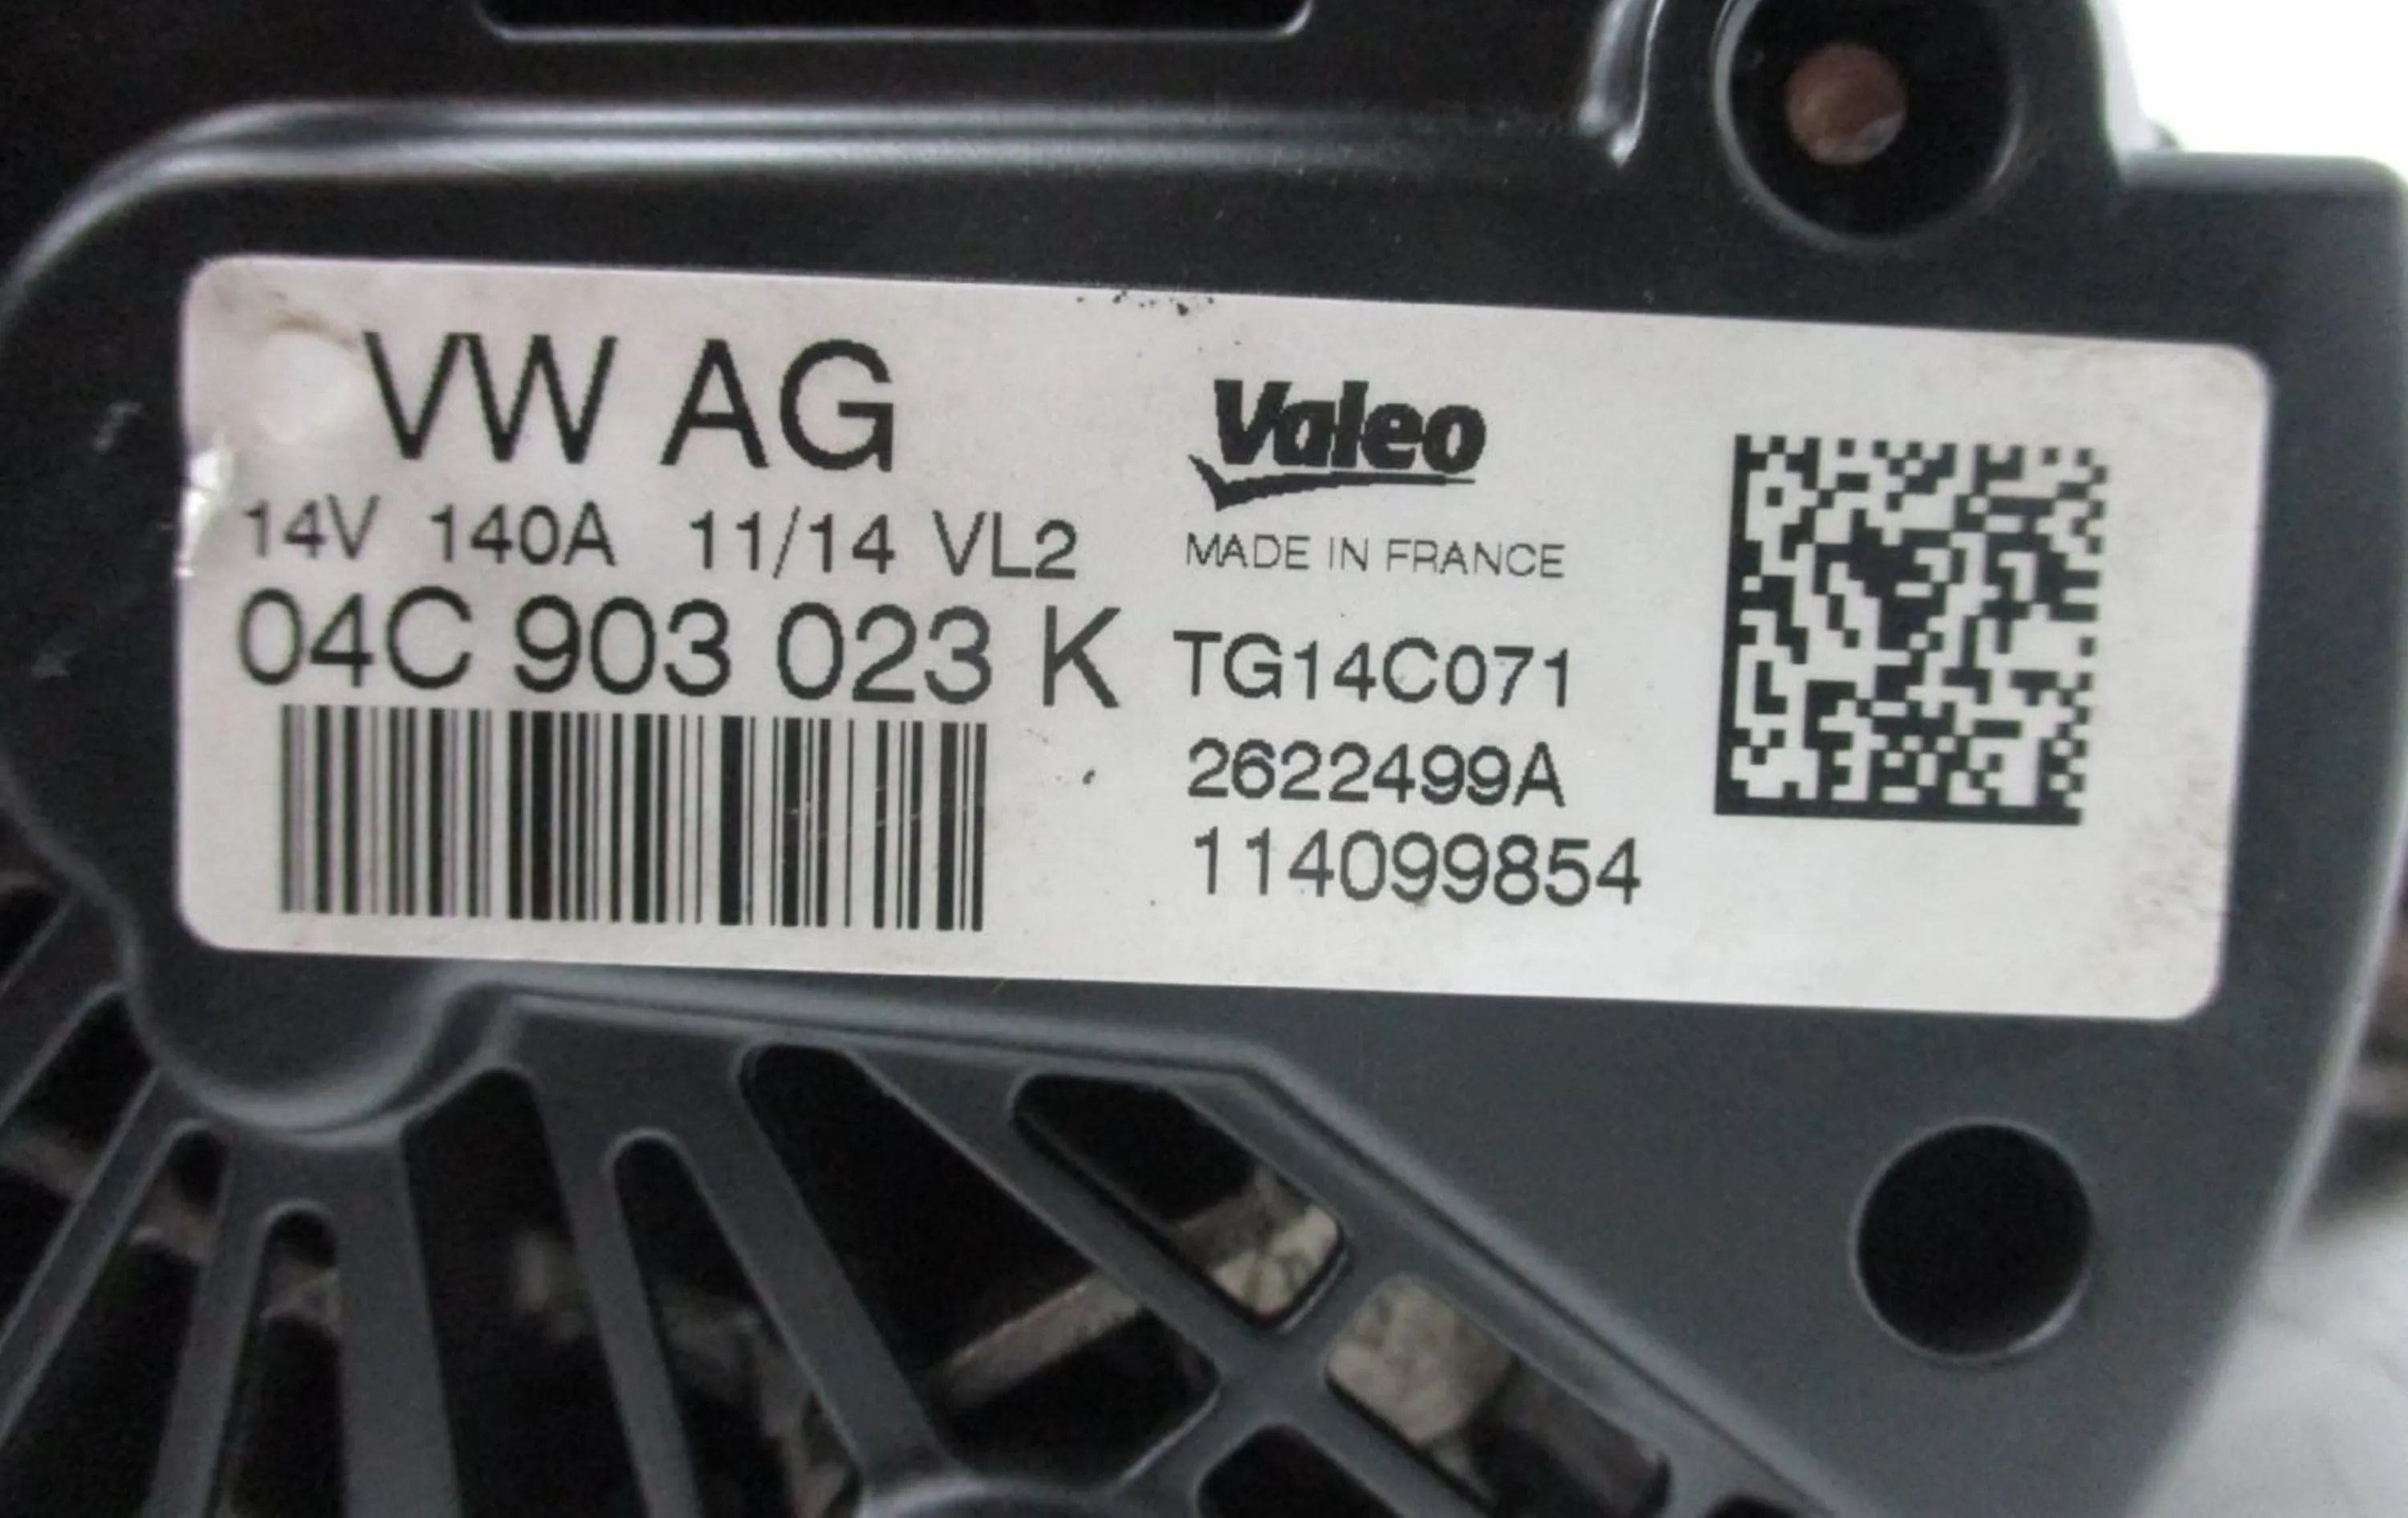 VW AG
14V 140A 11/14 VL2
04C 903 023 K
Valeo
MADE IN FRANCE
TG14C071
2622499A
114099854